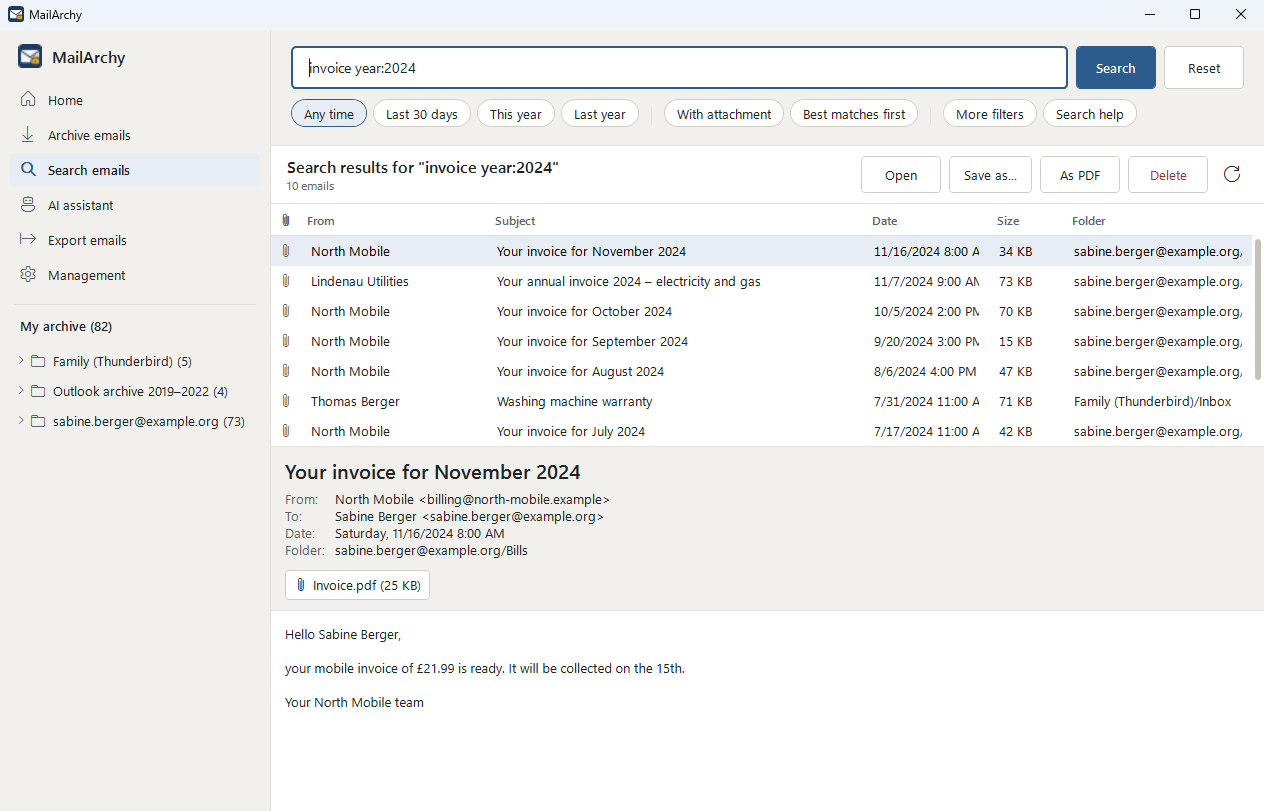 MailArchy
MailArchy
Home
Archive emails
Search emails
AI assistant
Export emails
Management
My archive (82)
Family (Thunderbird) (5)
Outlook archive 2019–2022 (4)
sabine.berger@example.org (73)
invoice year:2024
Search
Reset
Any time
Last 30 days
This year
Last year
With attachment
Best matches first
More filters
Search help
Search results for "invoice year:2024"
10 emails
Open
Save as...
As PDF
Delete
From Subject Date Size Folder
North Mobile Your invoice for November 2024 11/16/2024 8:00 A 34 KB sabine.berger@example.org/
Lindenau Utilities Your annual invoice 2024 – electricity and gas 11/7/2024 9:00 AM 73 KB sabine.berger@example.org/
North Mobile Your invoice for October 2024 10/5/2024 2:00 PM 70 KB sabine.berger@example.org/
North Mobile Your invoice for September 2024 9/20/2024 3:00 PM 15 KB sabine.berger@example.org/
North Mobile Your invoice for August 2024 8/6/2024 4:00 PM 47 KB sabine.berger@example.org/
Thomas Berger Washing machine warranty 7/31/2024 11:00 A 71 KB Family (Thunderbird)/Inbox
North Mobile Your invoice for July 2024 7/17/2024 11:00 A 42 KB sabine.berger@example.org/
Your invoice for November 2024
From: North Mobile <billing@north-mobile.example>
To: Sabine Berger <sabine.berger@example.org>
Date: Saturday, 11/16/2024 8:00 AM
Folder: sabine.berger@example.org/Bills
Invoice.pdf (25 KB)
Hello Sabine Berger,
your mobile invoice of £21.99 is ready. It will be collected on the 15th.
Your North Mobile team